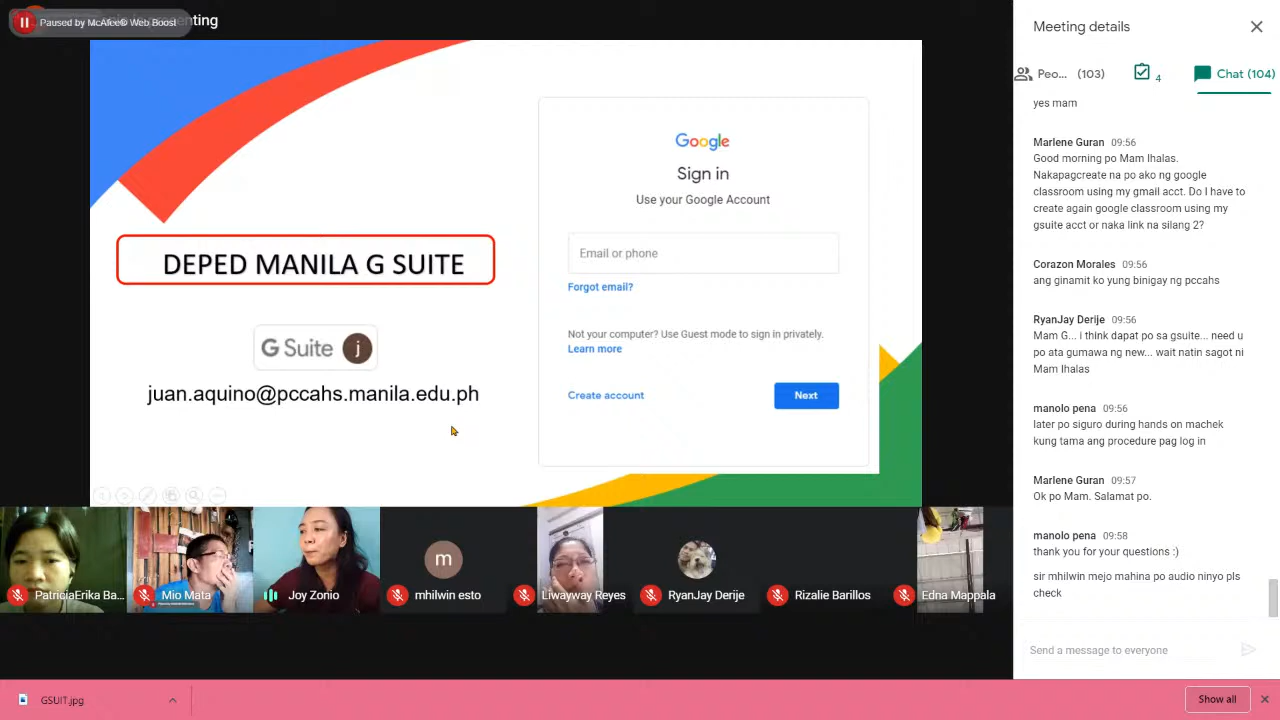 Paused by McAfee® Web Boost
nting
DEPED MANILA G SUITE
G Suite j
juan.aquino@pccahs.manila.edu.ph
Google
Sign in
Use your Google Account
Email or phone
Forgot email?
Not your computer? Use Guest mode to sign in privately.
Learn more
Create account
Next
PatriciaErika Ba...
Mio Mata
Joy Zonio
m
mhilwin esto
Liwayway Reyes
RyanJay Derije
Rizalie Barillos
Edna Mappala
Meeting details
Peo... (103)
4
Chat (104)
yes mam
Marlene Guran 09:56
Good morning po Mam Ihalas.
Nakapagcreate na po ako ng google
classroom using my gmail acct. Do I have to
create again google classroom using my
gsuite acct or naka link na silang 2?
Corazon Morales 09:56
ang ginamit ko yung binigay ng pccahs
RyanJay Derije 09:56
Mam G... i think dapat po sa gsuite... need u
po ata gumawa ng new... wait natin sagot ni
Mam Ihalas
manolo pena 09:56
later po siguro during hands on machek
kung tama ang procedure pag log in
Marlene Guran 09:57
Ok po Mam. Salamat po.
manolo pena 09:58
thank you for your questions :)
sir mhilwin mejo mahina po audio ninyo pls
check
Send a message to everyone
GSUIT.jpg
Show all